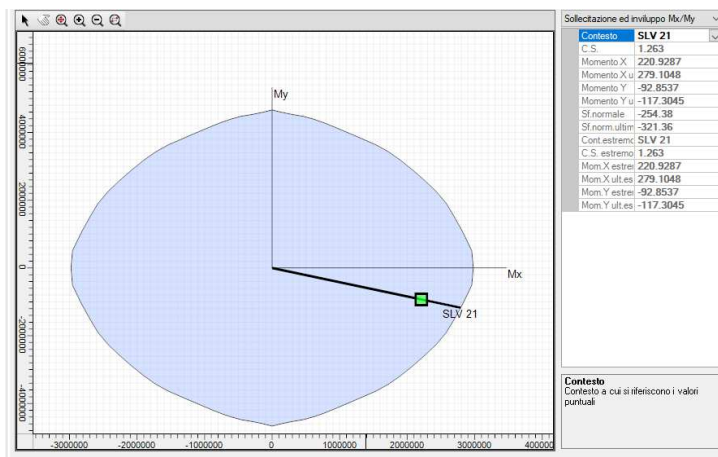 Sollecitazione ed inviluppo Mx/My
Contesto SLV 21
C.S. 1.263
Momento X 220.9287
Momento X u 279.1048
Momento Y -92.8537
Momento Y u -117.3045
Sf.normale -254.38
Sf.norm.ultim -321.36
Cont.estremo SLV 21
C.S. estremo 1.263
Mom.X estrei 220.9287
Mom.X ult.es 279.1048
Mom.Y estrei -92.8537
Mom.Y ult.es -117.3045
6000000
4000000
2000000
0
-2000000
-4000000
My
Mx
SLV 21
-3000000 -2000000 -1000000 0 1000000 2000000 3000000 400000
Contesto
Contesto a cui si riferiscono i valori
puntuali